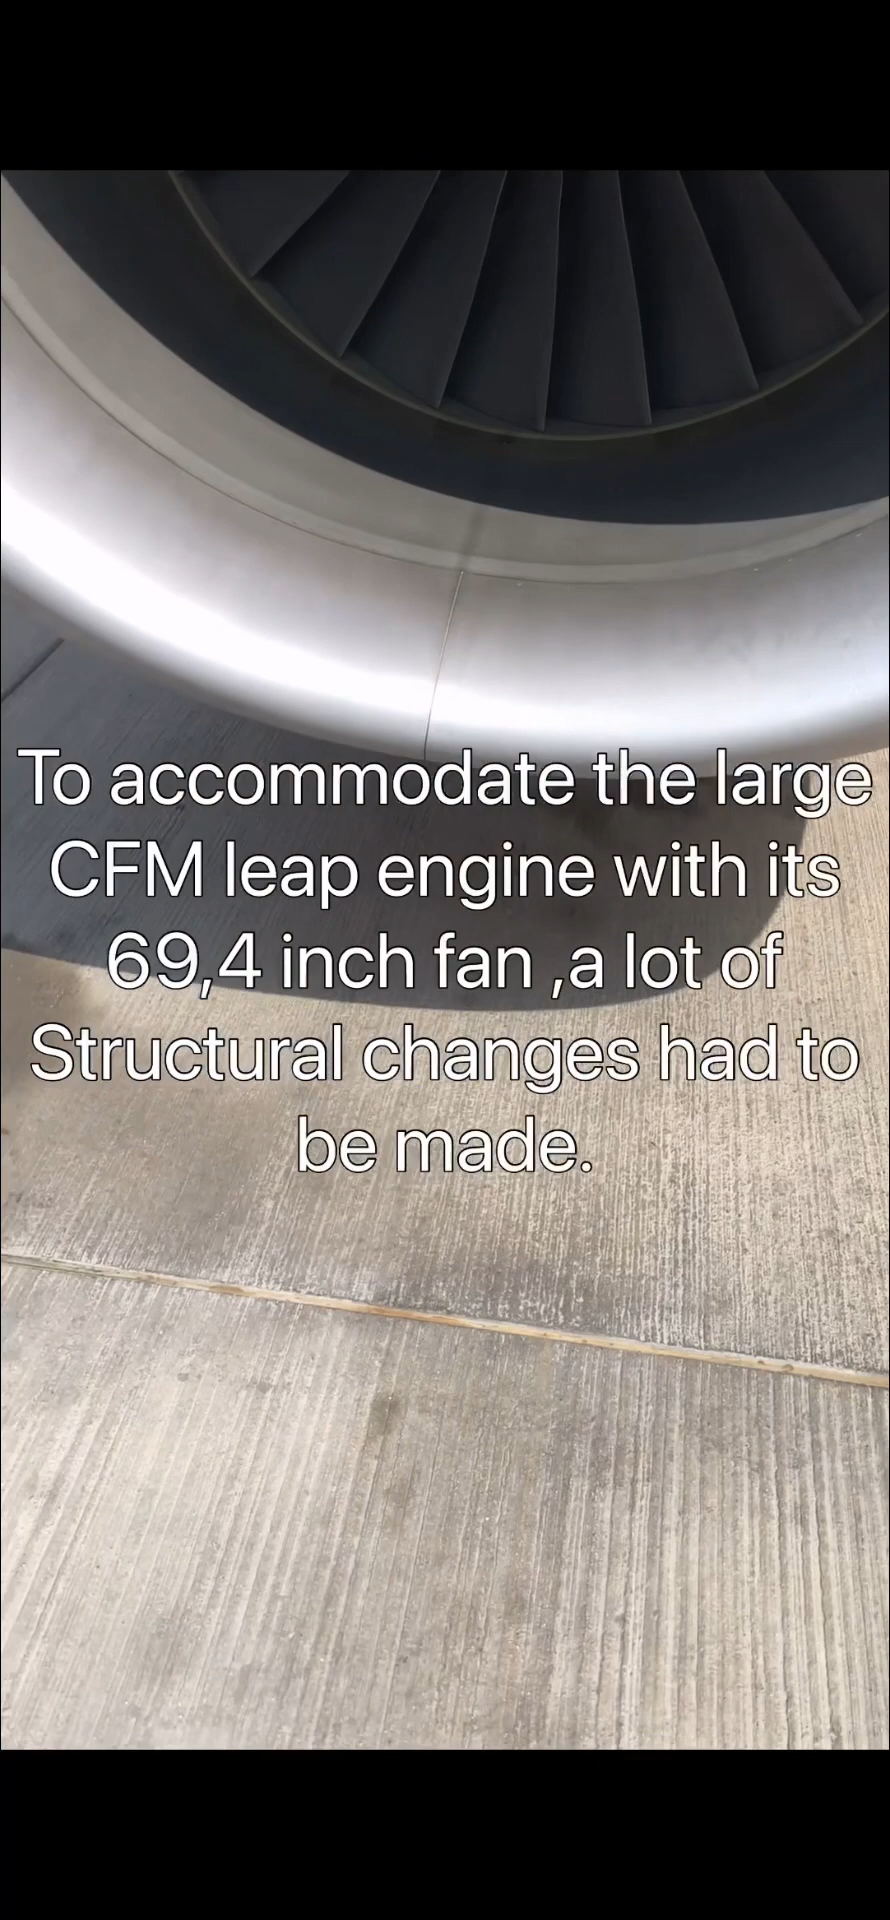 To accommodate the large
CFM leap engine with its
69,4 inch fan ,a lot of
Structural changes had to
be made.